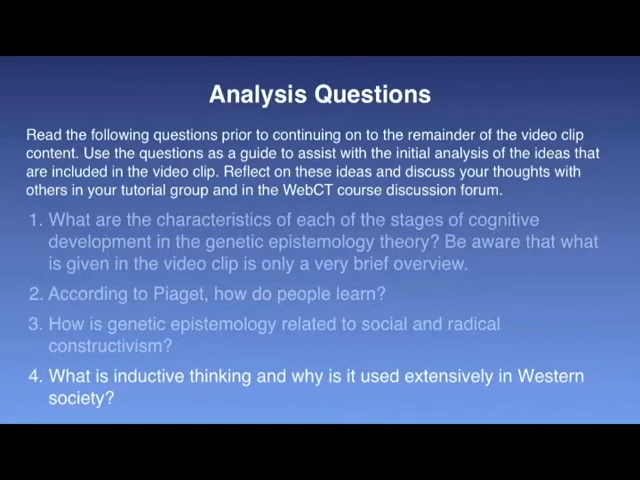 Analysis Questions
Read the following questions prior to continuing on to the remainder of the video clip
content. Use the questions as a guide to assist with the initial analysis of the ideas that
are included in the video clip. Reflect on these ideas and discuss your thoughts with
others in your tutorial group and in the WebCT course discussion forum.
1. What are the characteristics of each of the stages of cognitive
development in the genetic epistemology theory? Be aware that what
is given in the video clip is only a very brief overview.
2. According to Piaget, how do people learn?
3. How is genetic epistemology related to social and radical
constructivism?
4. What is inductive thinking and why is it used extensively in Western
society?